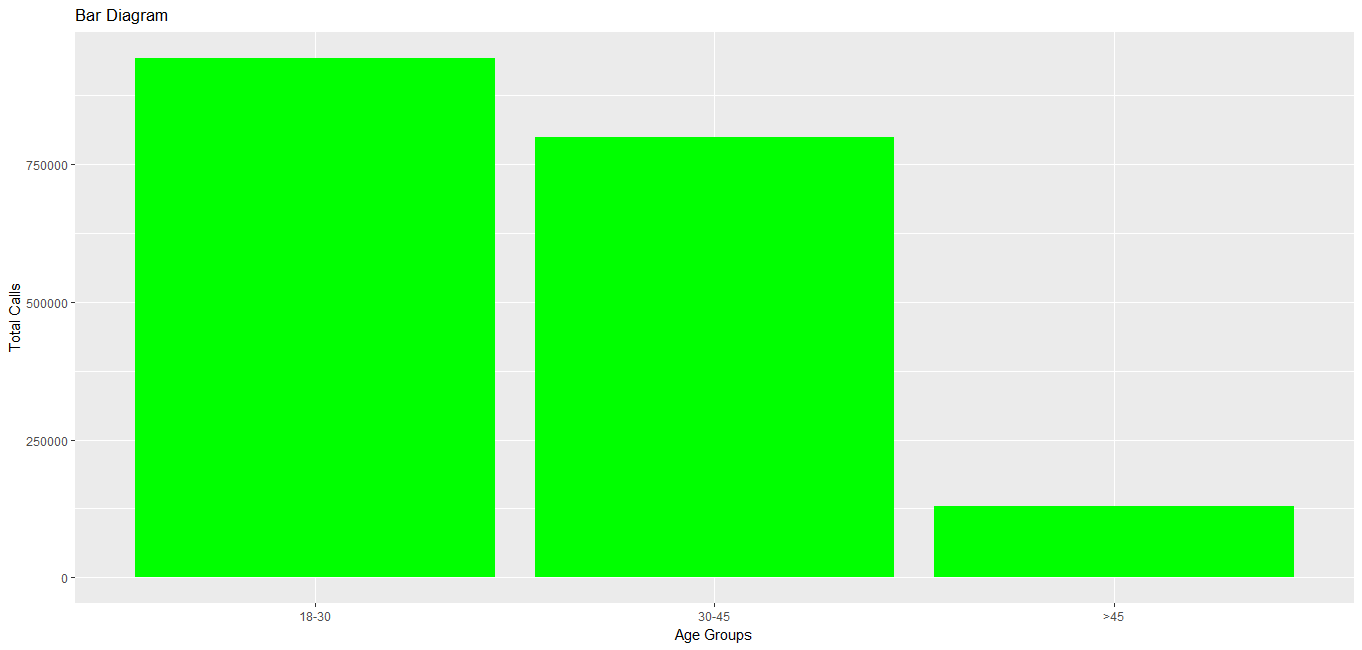 Bar Diagram
Total Calls
750000
500000
250000
0
18-30
30-45
>45
Age Groups